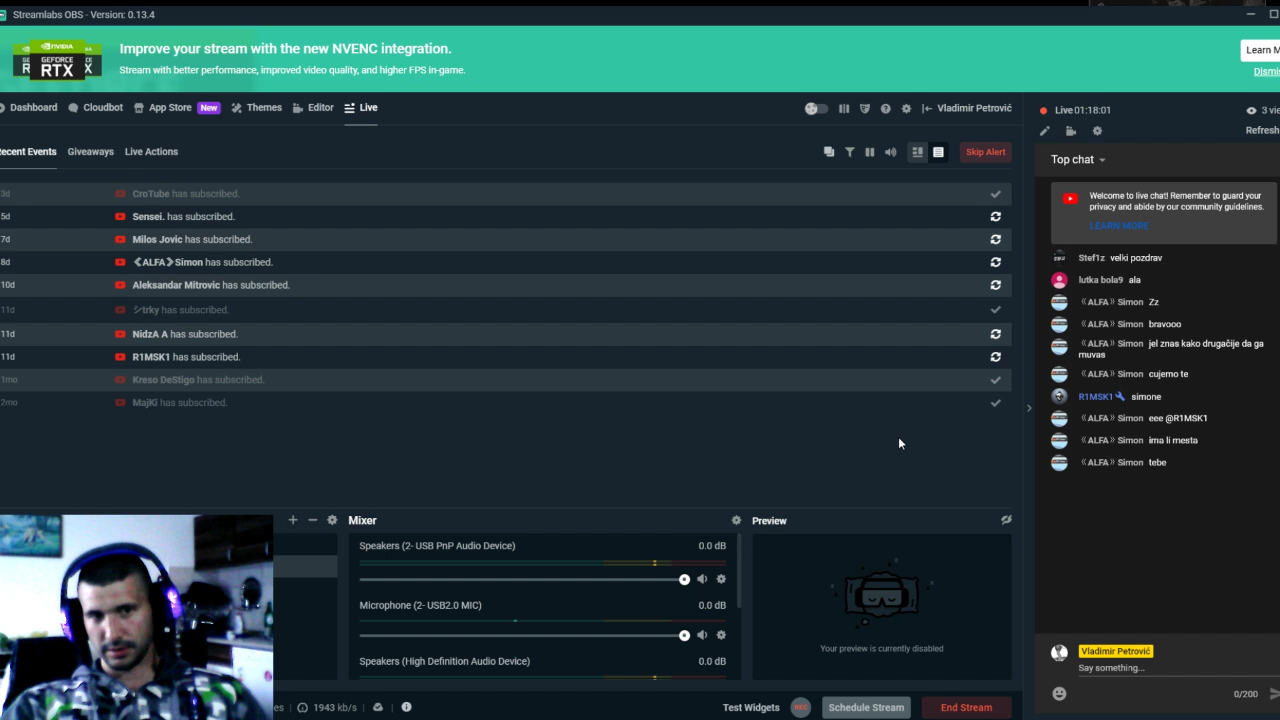 Streamlabs OBS - Version: 0.13.4
NVIDIA
GEFORCE
RTX
Improve your stream with the new NVENC integration.
Stream with better performance, improved video quality, and higher FPS in-game.
Learn M
Dismis
Dashboard
Cloudbot
App Store
New
Themes
Editor
Live
Vladimir Petrović
Live 01:18:01
3 vie
Refresh
ecent Events
Giveaways
Live Actions
Skip Alert
Top chat
3d CroTube has subscribed.
5d Sensei. has subscribed.
7d Milos Jovic has subscribed.
8d 《ALFA》Simon has subscribed.
10d Aleksandar Mitrovic has subscribed.
11d シtrky has subscribed.
11d NidzA A has subscribed.
11d R1MSK1 has subscribed.
1mo Kreso DeStigo has subscribed.
2mo MajKi has subscribed.
Welcome to live chat! Remember to guard your
privacy and abide by our community guidelines.
LEARN MORE
Stef1z velki pozdrav
lutka bola9 ala
《ALFA》Simon Zz
《ALFA》Simon bravooo
《ALFA》Simon jel znas kako drugačije da ga
muvas
《ALFA》Simon cujemo te
R1MSK1 simone
《ALFA》Simon eee @R1MSK1
《ALFA》Simon ima li mesta
《ALFA》Simon tebe
Mixer
Speakers (2- USB PnP Audio Device) 0.0 dB
Microphone (2- USB2.0 MIC) 0.0 dB
Speakers (High Definition Audio Device) 0.0 dB
Preview
Your preview is currently disabled
Vladimir Petrović
Say something...
0/200
es
1943 kb/s
Test Widgets
REC
Schedule Stream
End Stream